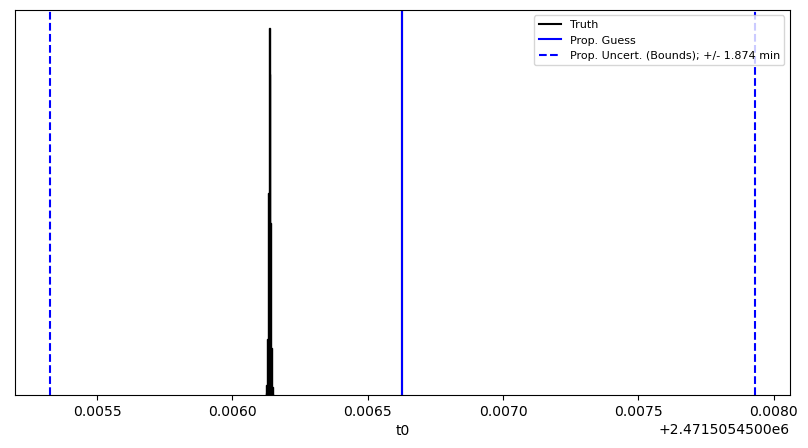 Truth
Prop. Guess
Prop. Uncert. (Bounds); +/- 1.874 min
0.0055 0.0060 0.0065 0.0070 0.0075 0.0080
t0
+2.4715054500e6